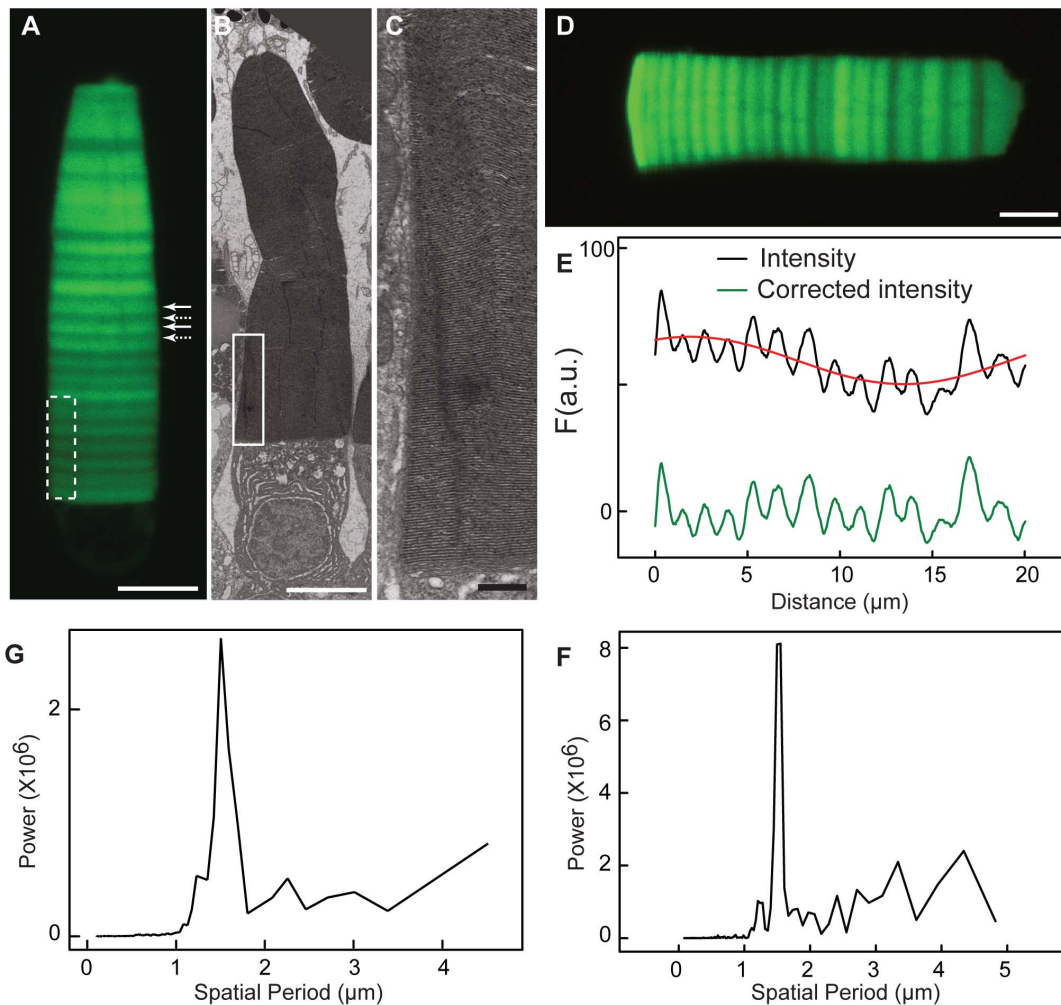 A
B
C
D
E
100
Intensity
Corrected intensity
F(a.u.)
0
0 5 10 15 20
Distance (µm)
G
2
0
Power (X10⁶)
0 1 2 3 4
Spatial Period (µm)
F
8
6
4
2
0
Power (X10⁶)
0 1 2 3 4 5
Spatial Period (µm)